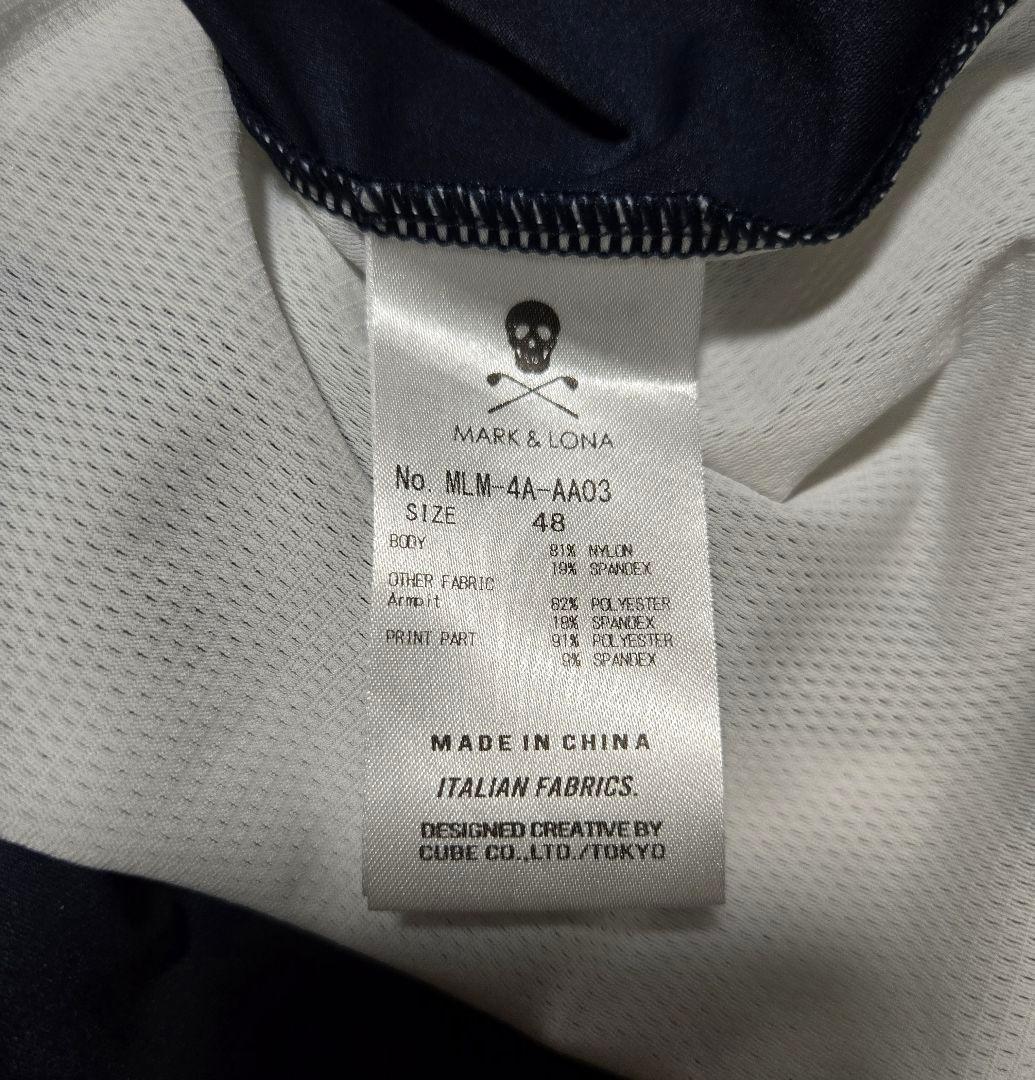 MARK & LONA
No. MLM-4A-AA03
SIZE 48
BODY 81% NYLON
19% SPANDEX
OTHER FABRIC
Armpit 82% POLYESTER
18% SPANDEX
PRINT PART 91% POLYESTER
9% SPANDEX
MADE IN CHINA
ITALIAN FABRICS.
DESIGNED CREATIVE BY
CUBE CO.,LTD./TOKYO